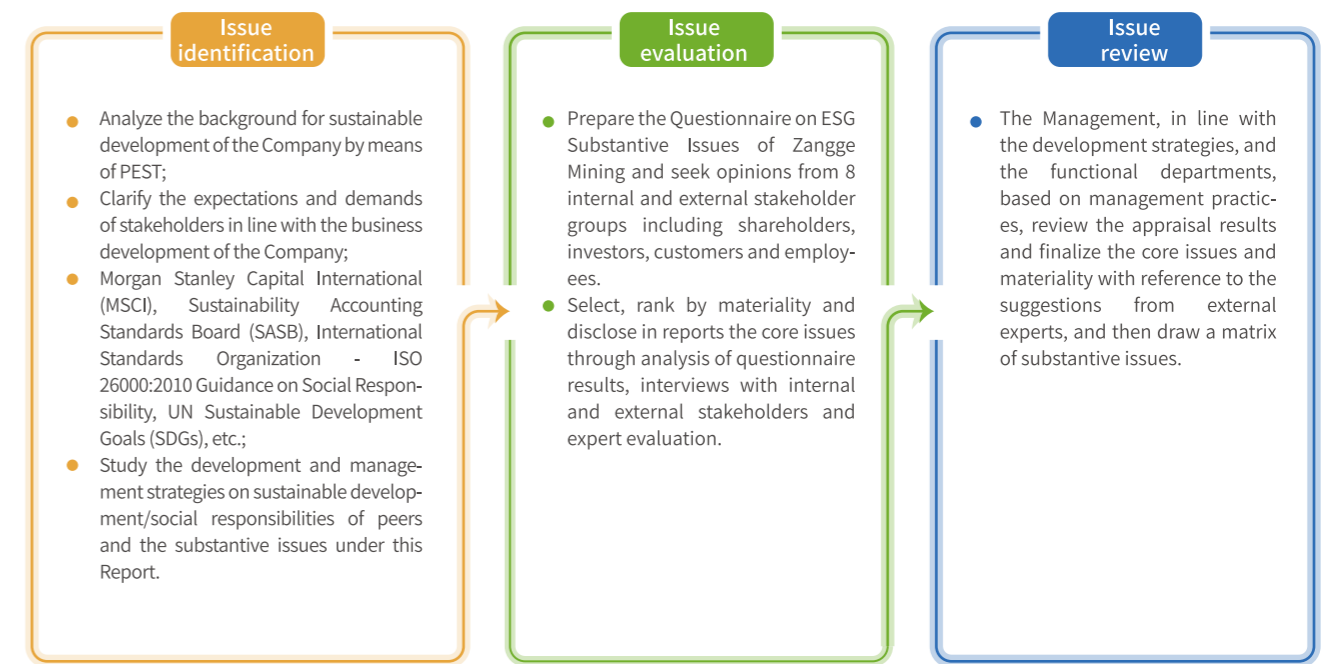 Issue
identification
Analyze the background for sustainable
development of the Company by means
of PEST;
Clarify the expectations and demands
of stakeholders in line with the business
development of the Company;
Morgan Stanley Capital International
(MSCI), Sustainability Accounting
Standards Board (SASB), International
Standards Organization - ISO
26000:2010 Guidance on Social Respon-
sibility, UN Sustainable Development
Goals (SDGs), etc.;
Study the development and manage-
ment strategies on sustainable develop-
ment/social responsibilities of peers
and the substantive issues under this
Report.
Issue
evaluation
Prepare the Questionnaire on ESG
Substantive Issues of Zangge
Mining and seek opinions from 8
internal and external stakeholder
groups including shareholders,
investors, customers and employ-
ees.
Select, rank by materiality and
disclose in reports the core issues
through analysis of questionnaire
results, interviews with internal
and external stakeholders and
expert evaluation.
Issue
review
The Management, in line with
the development strategies, and
the functional departments,
based on management practic-
es, review the appraisal results
and finalize the core issues and
materiality with reference to the
suggestions from external
experts, and then draw a matrix
of substantive issues.